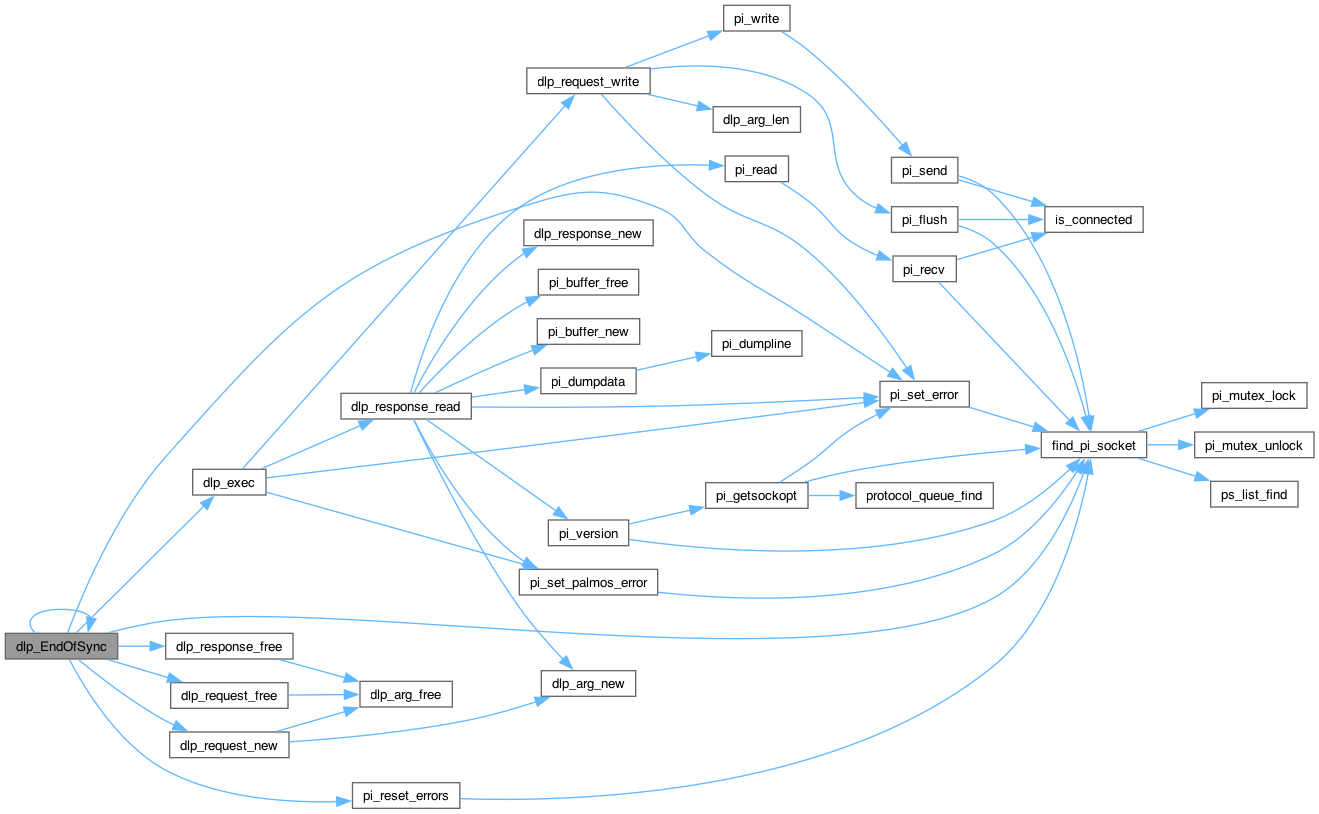 pi_write
dlp_request_write
dlp_arg_len
pi_read
pi_send
pi_flush
is_connected
dlp_response_new
pi_recv
pi_buffer_free
pi_buffer_new
pi_dumpline
pi_dumpdata
pi_set_error
pi_mutex_lock
dlp_response_read
find_pi_socket
pi_mutex_unlock
dlp_exec
pi_getsockopt
protocol_queue_find
ps_list_find
pi_version
pi_set_palmos_error
dlp_EndOfSync
dlp_response_free
dlp_request_free
dlp_arg_free
dlp_arg_new
dlp_request_new
pi_reset_errors